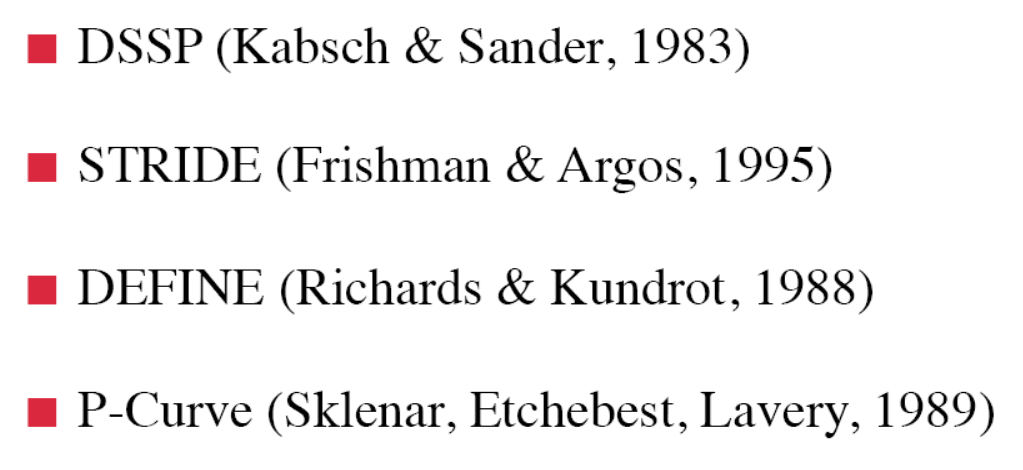 DSSP (Kabsch & Sander, 1983)
STRIDE (Frishman & Argos, 1995)
DEFINE (Richards & Kundrot, 1988)
P-Curve (Sklenar, Etchebest, Lavery, 1989)